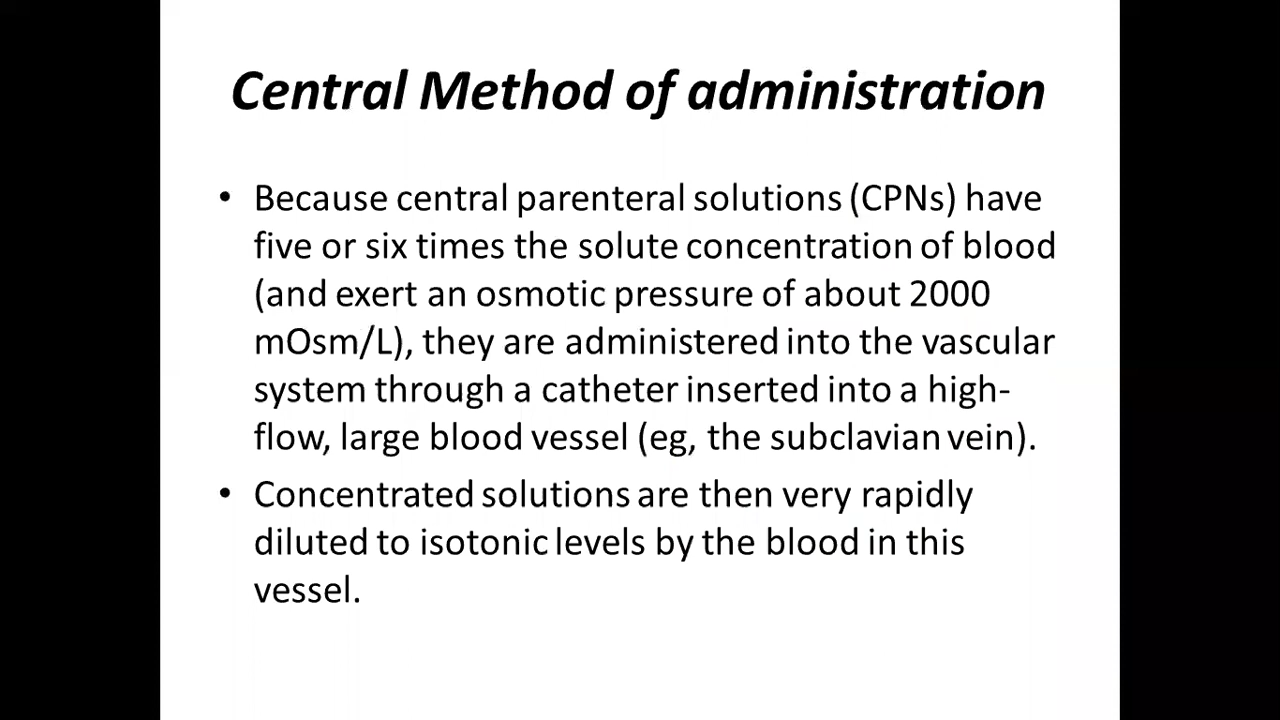 Central Method of administration
• Because central parenteral solutions (CPNs) have
five or six times the solute concentration of blood
(and exert an osmotic pressure of about 2000
mOsm/L), they are administered into the vascular
system through a catheter inserted into a high-
flow, large blood vessel (eg, the subclavian vein).
• Concentrated solutions are then very rapidly
diluted to isotonic levels by the blood in this
vessel.